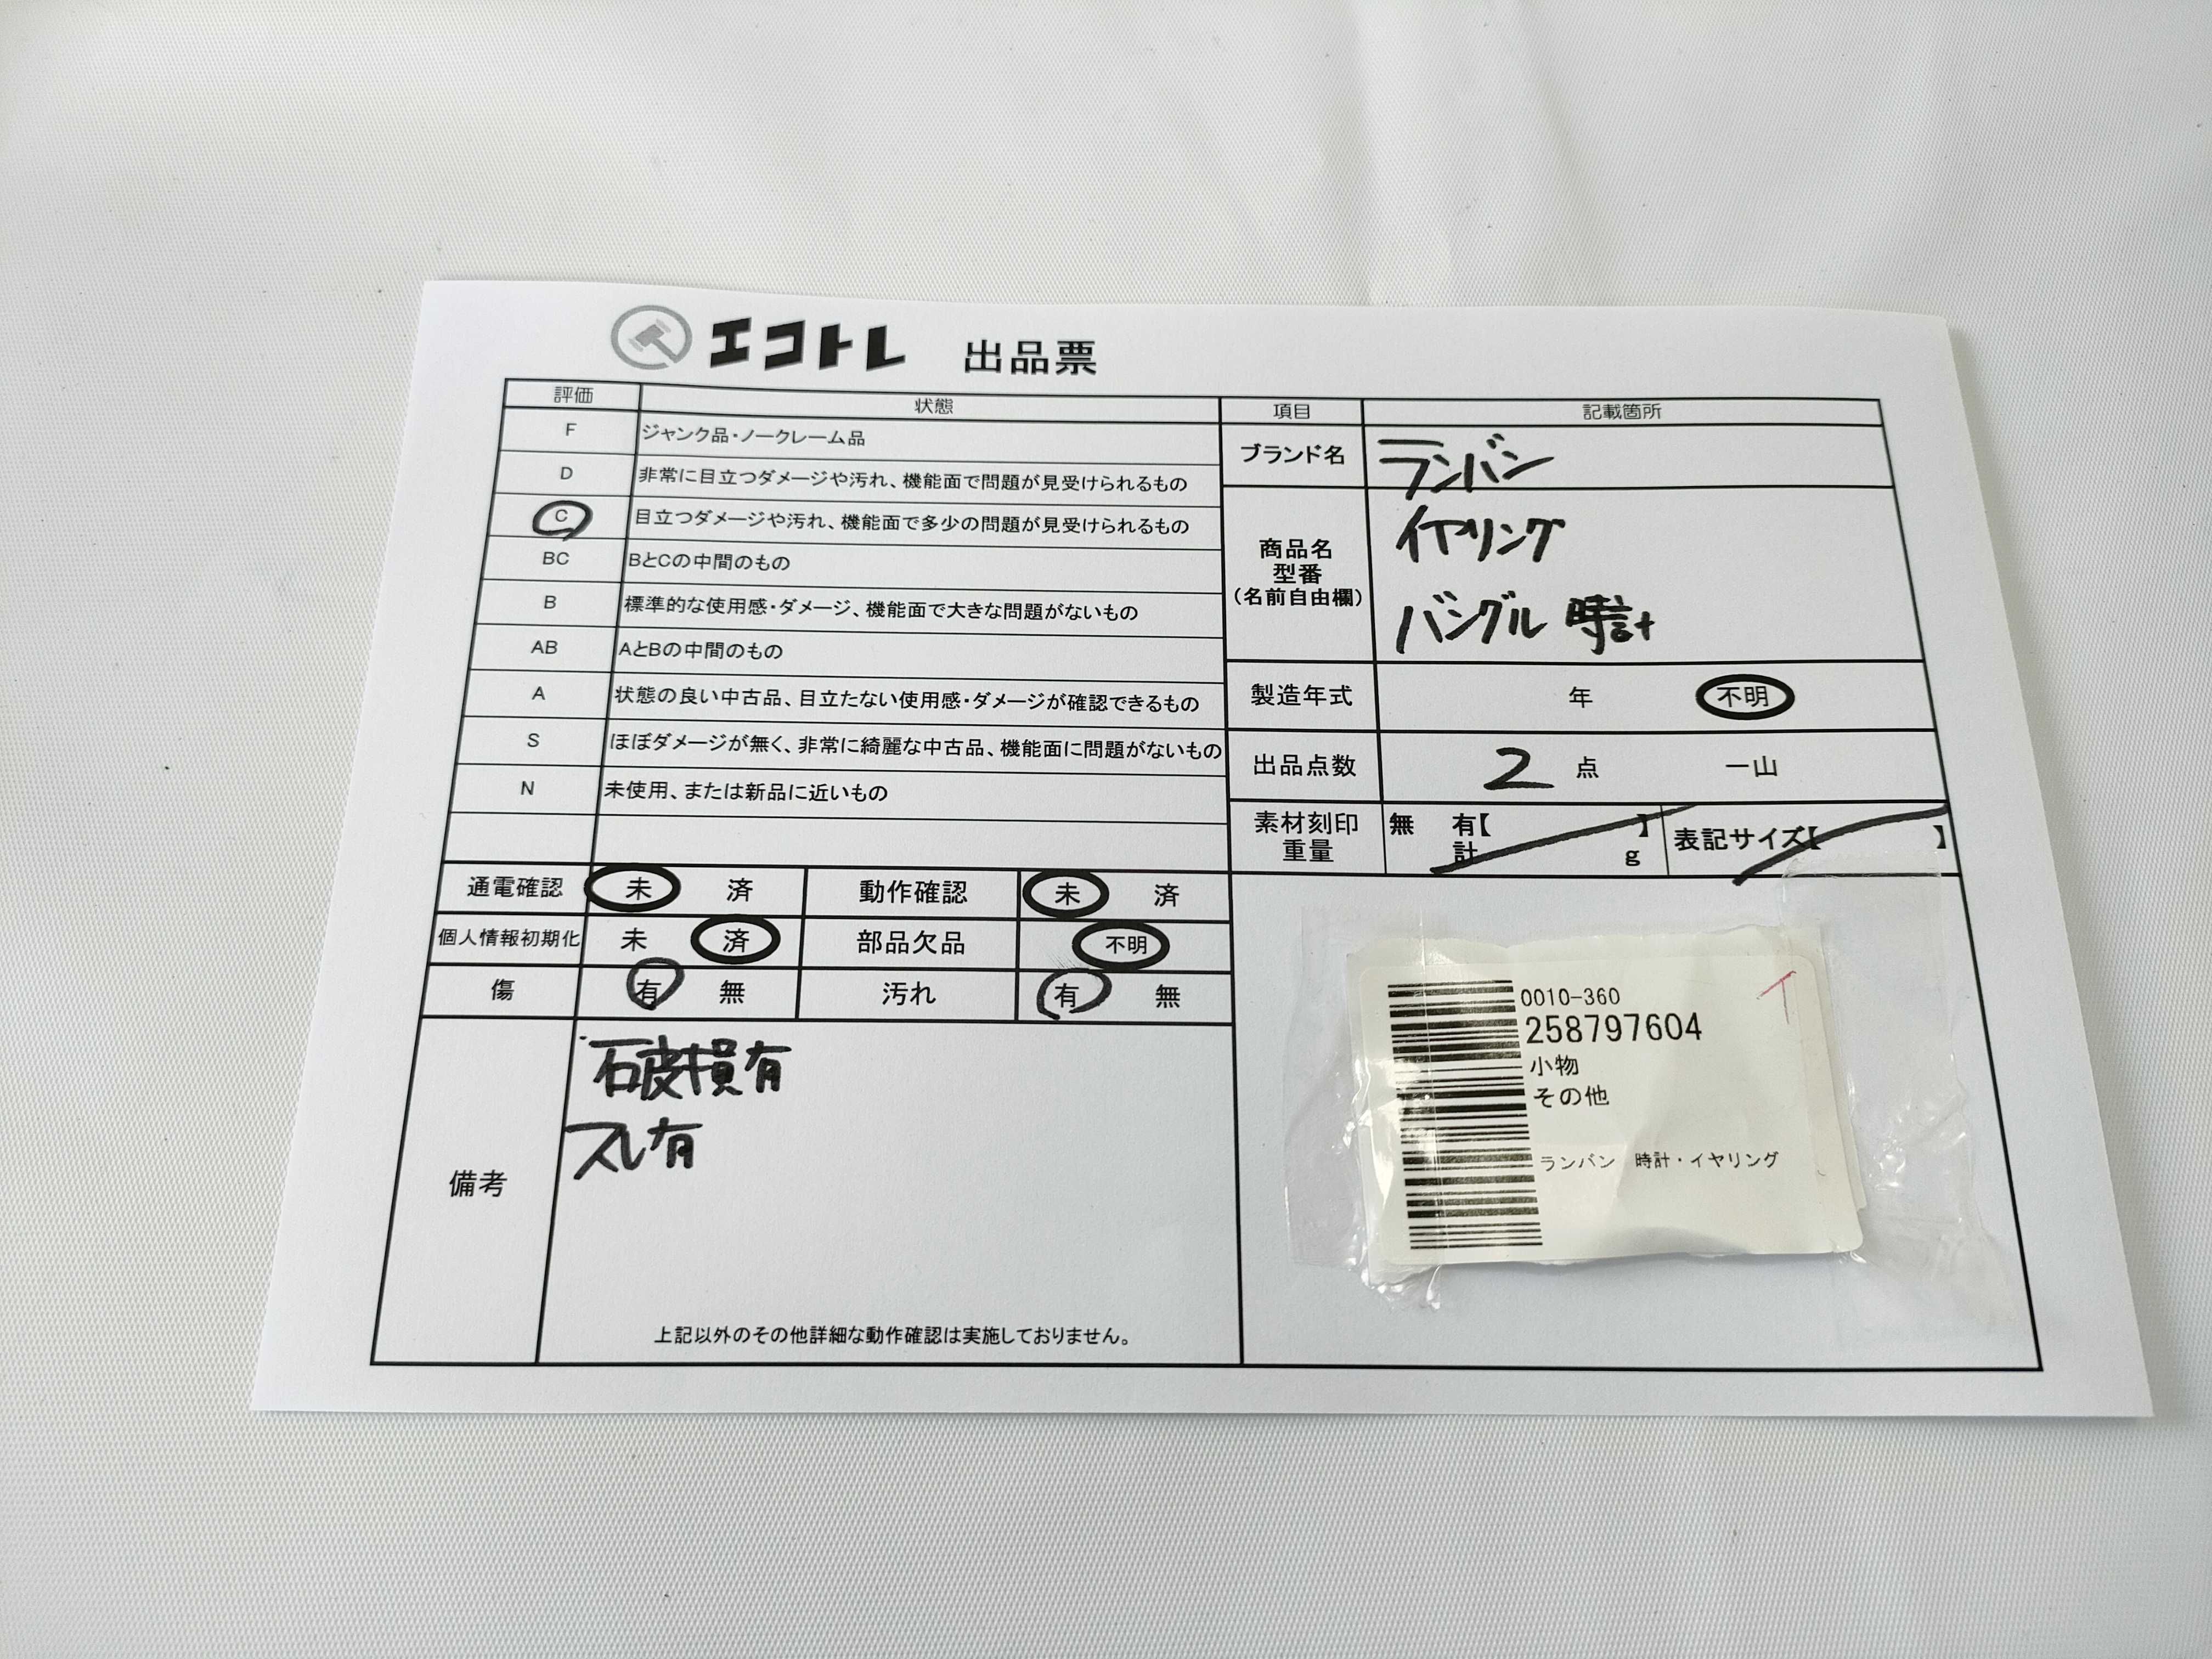 エコトレ 出品票
評価 状態
F ジャンク品・ノークレーム品
D 非常に目立つダメージや汚れ、機能面で問題が見受けられるもの
C 目立つダメージや汚れ、機能面で多少の問題が見受けられるもの
BC BとCの中間のもの
B 標準的な使用感・ダメージ、機能面で大きな問題がないもの
AB AとBの中間のもの
A 状態の良い中古品、目立たない使用感・ダメージが確認できるもの
S ほぼダメージが無く、非常に綺麗な中古品、機能面に問題がないもの
N 未使用、または新品に近いもの
通電確認 未 済 動作確認 未 済
個人情報初期化 未 済 部品欠品 不明
傷 有 無 汚れ 有 無
備考
石破損有
スレ有
上記以外のその他詳細な動作確認は実施しておりません。
項目 記載箇所
ブランド名 ランバン
商品名
型番
(名前自由欄)
イヤリング
バングル 時計
製造年式 年 不明
出品点数 2 点 一山
素材刻印 無 有【 】 表記サイズ【 】
重量 計 g
0010-360
258797604
小物
その他
ランバン 時計・イヤリング